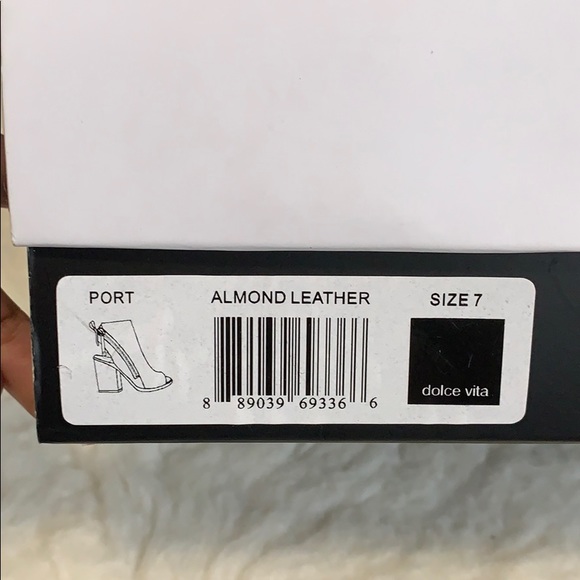 PORT ALMOND LEATHER SIZE 7
8 89039 69336 6
dolce vita